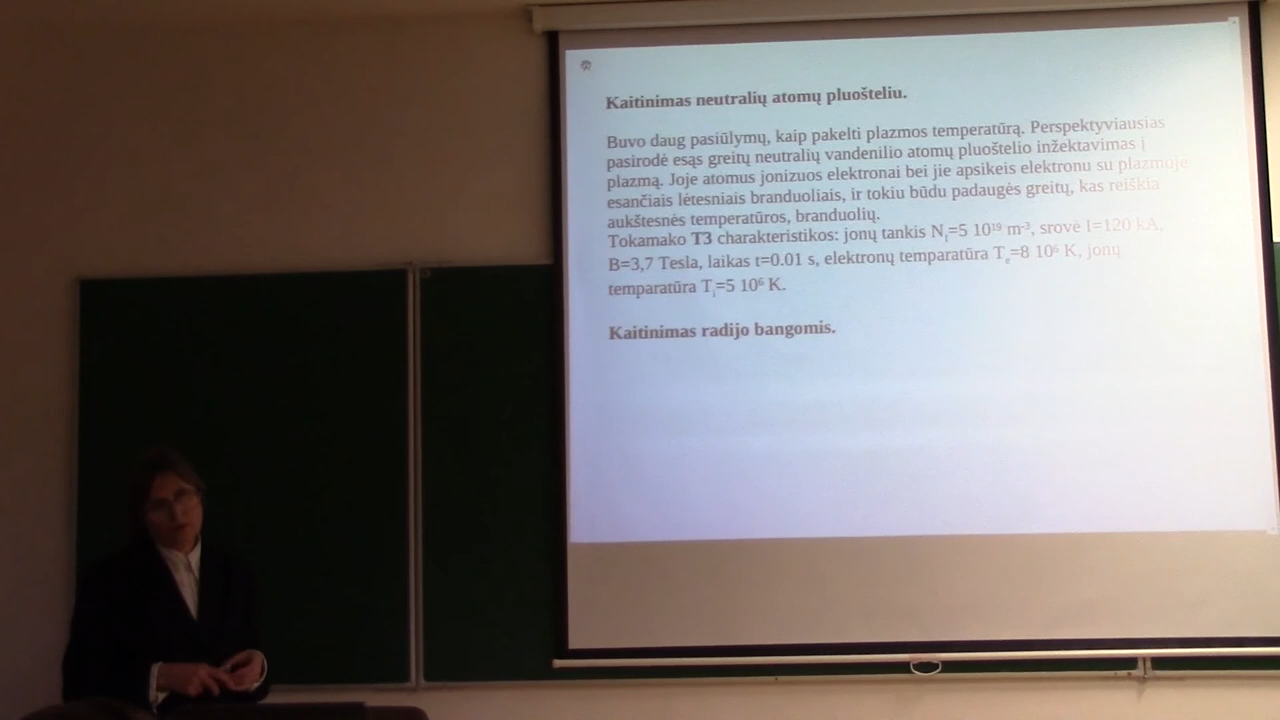 Kaitinimas neutralių atomų pluošteliu.
Buvo daug pasiūlymų, kaip pakelti plazmos temperatūrą. Perspektyviausias
pasirodė esąs greitų neutralių vandenilio atomų pluoštelio inžektavimas į
plazmą. Joje atomus jonizuos elektronai bei jie apsikeis elektronu su plazmoje
esančiais lėtesniais branduoliais, ir tokiu būdu padaugės greitų, kas reiškia
aukštesnės temperatūros, branduolių.
Tokamako T3 charakteristikos: jonų tankis Nᵢ=5 10¹⁹ m⁻³, srovė I=120 kA,
B=3,7 Tesla, laikas t=0.01 s, elektronų temparatūra Tₑ=8 10⁶ K, jonų
temparatūra Tᵢ=5 10⁶ K.
Kaitinimas radijo bangomis.